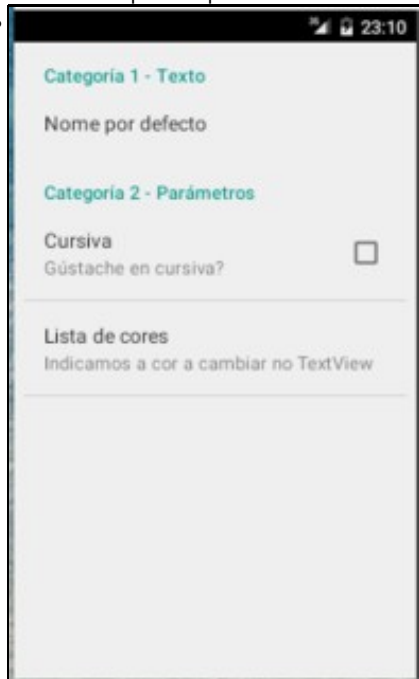 23:10
Categoría 1 - Texto
Nome por defecto
Categoría 2 - Parámetros
Cursiva
Gústache en cursiva?
Lista de cores
Indicamos a cor a cambiar no TextView